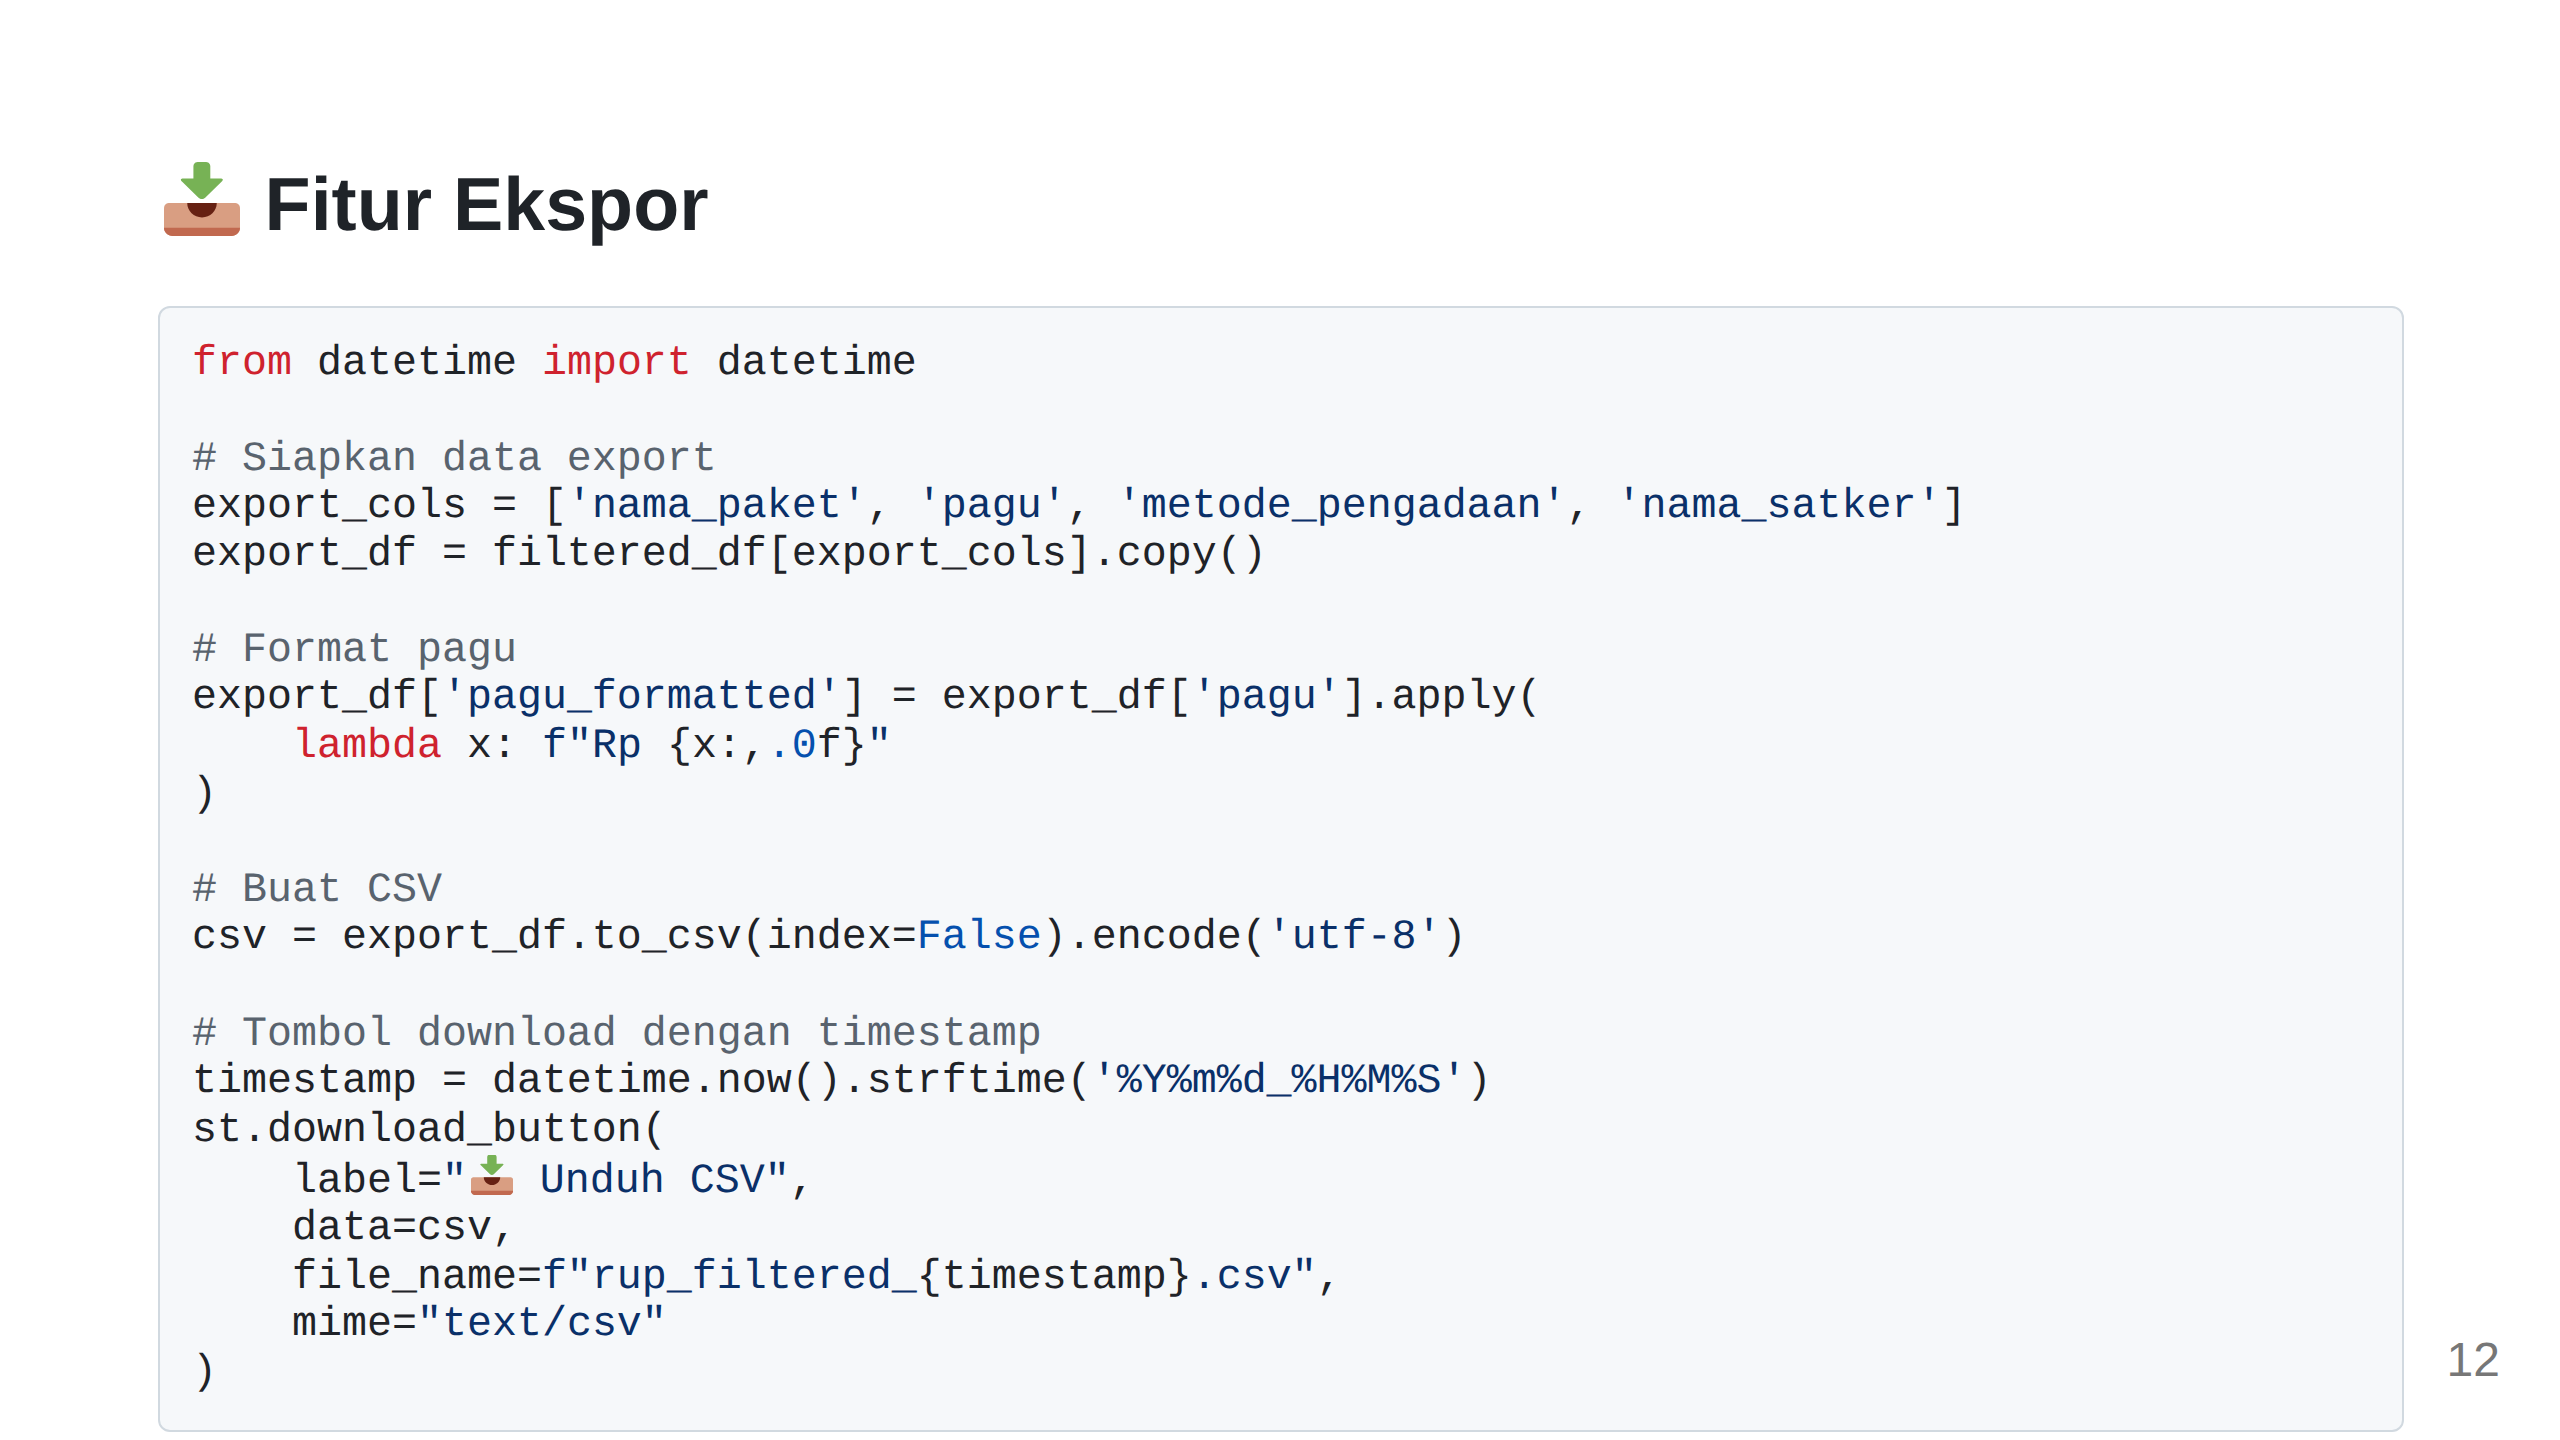 📥 Fitur Ekspor
from datetime import datetime

# Siapkan data export
export_cols = ['nama_paket', 'pagu', 'metode_pengadaan', 'nama_satker']
export_df = filtered_df[export_cols].copy()

# Format pagu
export_df['pagu_formatted'] = export_df['pagu'].apply(
    lambda x: f"Rp {x:,.0f}"
)

# Buat CSV
csv = export_df.to_csv(index=False).encode('utf-8')

# Tombol download dengan timestamp
timestamp = datetime.now().strftime('%Y%m%d_%H%M%S')
st.download_button(
    label="📥 Unduh CSV",
    data=csv,
    file_name=f"rup_filtered_{timestamp}.csv",
    mime="text/csv"
)
12